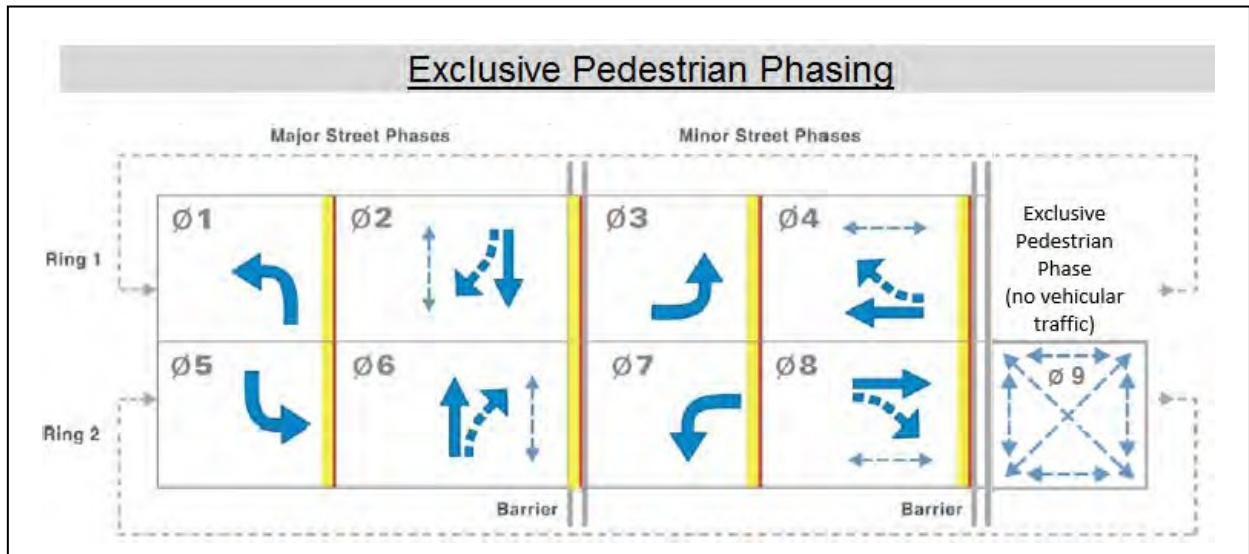 Exclusive Pedestrian Phasing
Major Street Phases
Minor Street Phases
Ring 1
Ø1
Ø2
Ø3
Ø4
Exclusive
Pedestrian
Phase
(no vehicular
traffic)
Ring 2
Ø5
Ø6
Ø7
Ø8
Ø 9
Barrier
Barrier